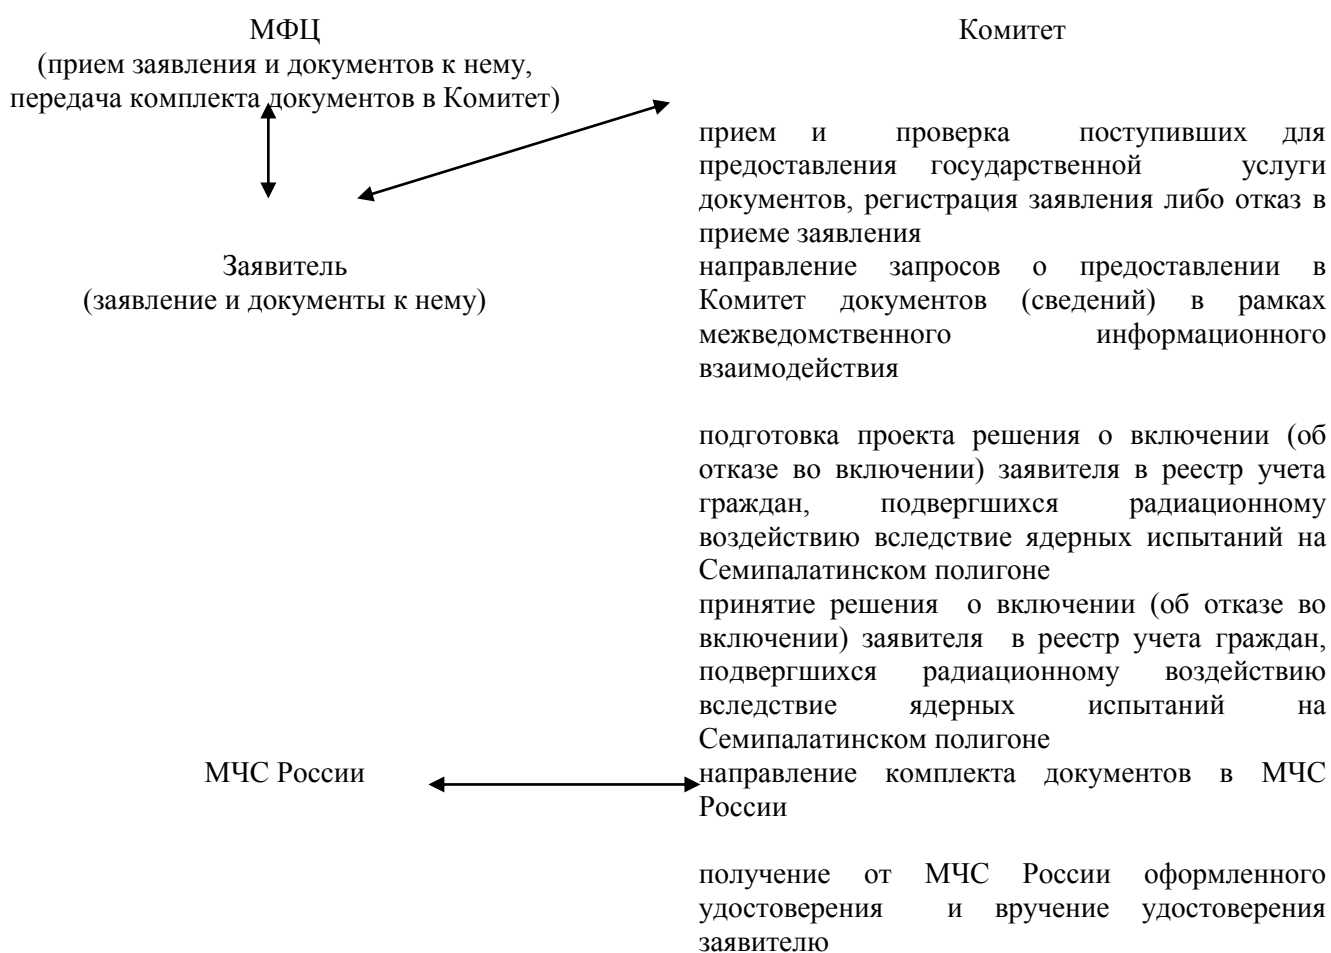 МФЦ
(прием заявления и документов к нему,
передача комплекта документов в Комитет)
Заявитель
(заявление и документы к нему)
МЧС России
Комитет
прием и проверка поступивших для
предоставления государственной услуги
документов, регистрация заявления либо отказ в
приеме заявления
направление запросов о предоставлении в
Комитет документов (сведений) в рамках
межведомственного информационного
взаимодействия
подготовка проекта решения о включении (об
отказе во включении) заявителя в реестр учета
граждан, подвергшихся радиационному
воздействию вследствие ядерных испытаний на
Семипалатинском полигоне
принятие решения о включении (об отказе во
включении) заявителя в реестр учета граждан,
подвергшихся радиационному воздействию
вследствие ядерных испытаний на
Семипалатинском полигоне
направление комплекта документов в МЧС
России
получение от МЧС России оформленного
удостоверения и вручение удостоверения
заявителю